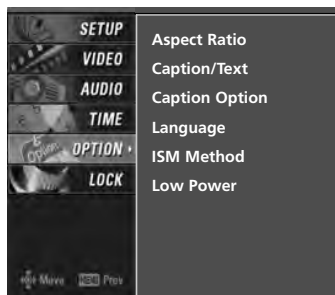 SETUP
VIDEO
AUDIO
TIME
OPTION
LOCK
Move Prev
Aspect Ratio
Caption/Text
Caption Option
Language
ISM Method
Low Power